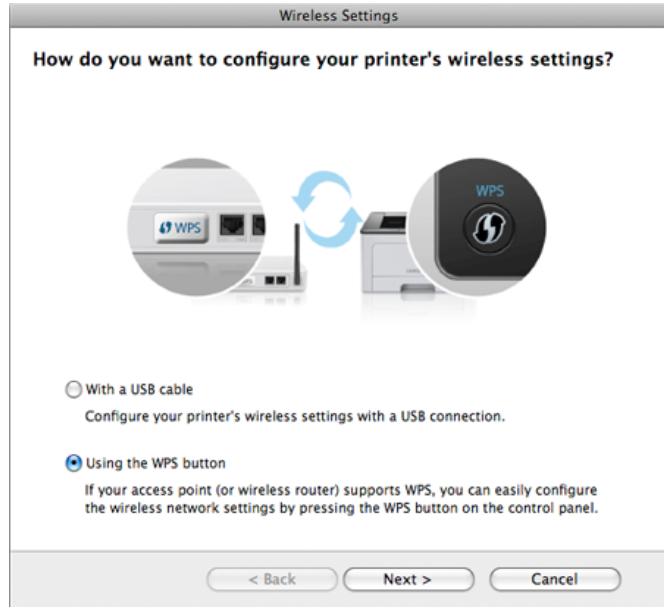 Wireless Settings
How do you want to configure your printer's wireless settings?
WPS
WPS
With a USB cable
Configure your printer's wireless settings with a USB connection.
Using the WPS button
If your access point (or wireless router) supports WPS, you can easily configure
the wireless network settings by pressing the WPS button on the control panel.
< Back
Next >
Cancel